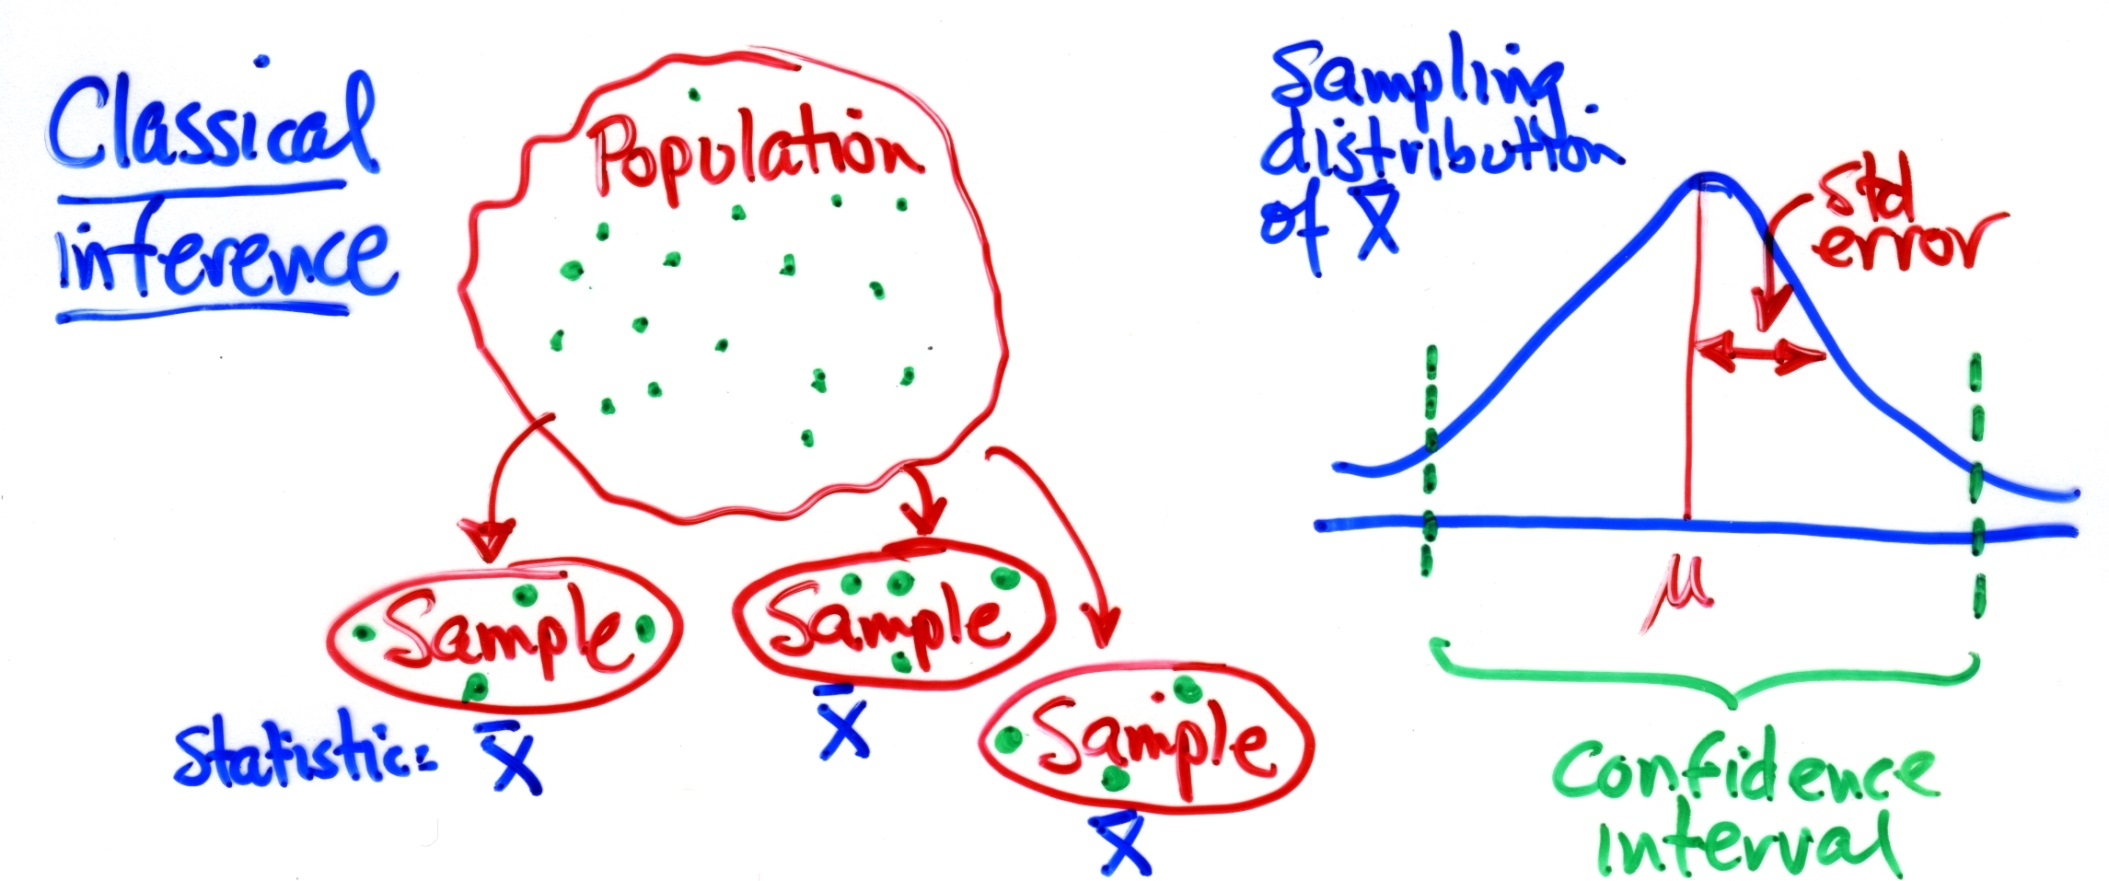 Classical
inference
Population
Sample
Sample
Sample
Statistic: X̄
X̄
X̄
Sampling
distribution
of X̄
Std
error
μ
Confidence
interval